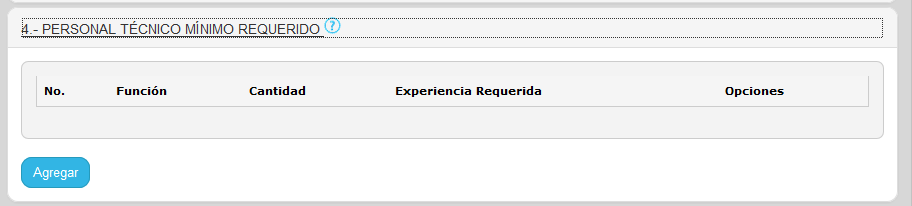 4.- PERSONAL TÉCNICO MÍNIMO REQUERIDO ?
No. Función Cantidad Experiencia Requerida Opciones
Agregar